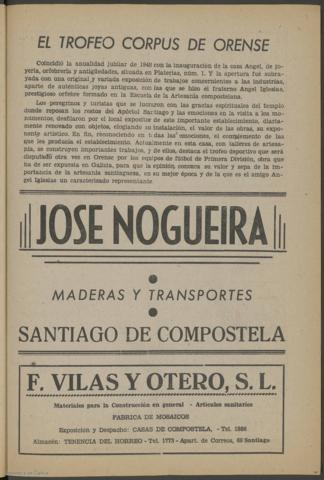 EL TROFEO CORPUS DE ORENSE
Coincidió la anualidad jubilar de 1948 con la inauguración de la casa Angel, de jo-
yería, orfebrería y antigüedades, situada en Platerías, núm. 1. Y la apertura fué subra-
yada con una original y variada exposición de trabajos concernientes a las industrias,
aparte de auténticas joyas antiguas, con las que se hizo el fraterno Angel Iglesias,
prestigioso orfebre formado en la Escuela de la Artesanía compostelana.
Los peregrinos y turistas que se lucraron con las gracias espirituales del templo
donde reposan los restos del Apóstol Santiago y las emociones en la visita a los mo-
numentos, desfilaron por el local expositor de este importante establecimiento, diaria-
mente renovado con objetos, elogiando su instalación, el valor de las obras, su expo-
nente artístico. En fin, reconociendo en toda las emociones, el complemento de las
que les producía el establecimiento. Actualmente en esta casa, con talleres de artesa-
nía, se construyen importantes trabajos, y de ellos, destaca el trofeo deportivo que será
disputado otra vez en Orense por los equipos de fútbol de Primera División, obra que
ha de ser expuesta en Galicia, para que la opinión, conozca su valor y sepa de la im-
portancia de la artesanía santiaguesa, en su mejor época y de la que es el amigo An-
gel Iglesias un caracterizado representante.
JOSE NOGUEIRA
MADERAS Y TRANSPORTES
SANTIAGO DE COMPOSTELA
F. VILAS Y OTERO, S. L.
Materiales para la Construcción en general - Artículos sanitarios
FABRICA DE MOSAICOS
Exposición y Despacho: CASAS DE COMPOSTELA, - Tel. 1886
Almacén: TENENCIA DEL HORREO - Tel. 1773 - Apart. de Correos, 65 Santiago